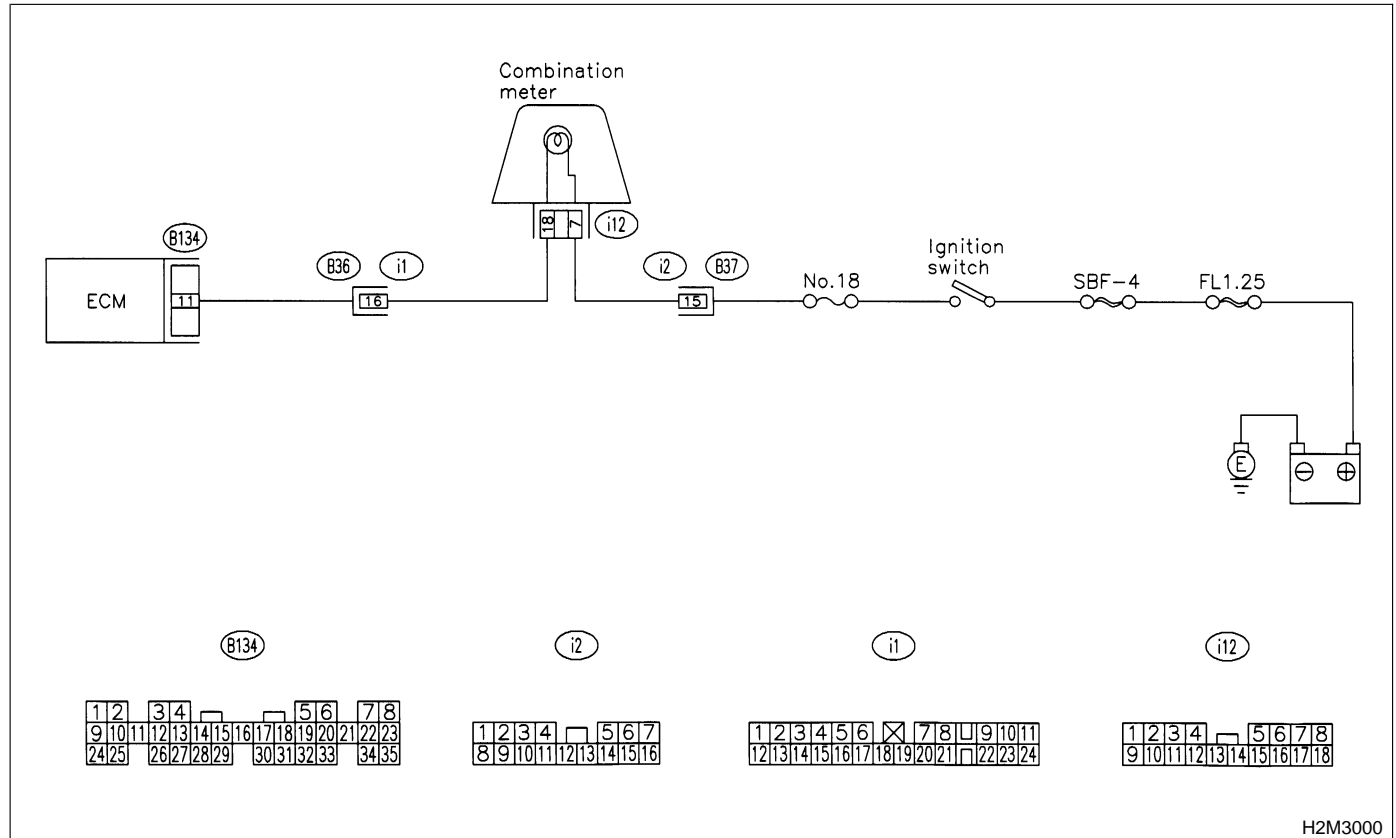 Combination
meter
18 7 i12
B134
B36 i1
i2 B37
Ignition
switch
No.18
SBF-4 FL1.25
ECM 11
16
15
E ⊖ ⊕
B134 i2 i1 i12
1 2 3 4 5 6 7 8
9 10 11 12 13 14 15 16 17 18 19 20 21 22 23
24 25 26 27 28 29 30 31 32 33 34 35
1 2 3 4 5 6 7
8 9 10 11 12 13 14 15 16
1 2 3 4 5 6 7 8 9 10 11
12 13 14 15 16 17 18 19 20 21 22 23 24
1 2 3 4 5 6 7 8
9 10 11 12 13 14 15 16 17 18
H2M3000